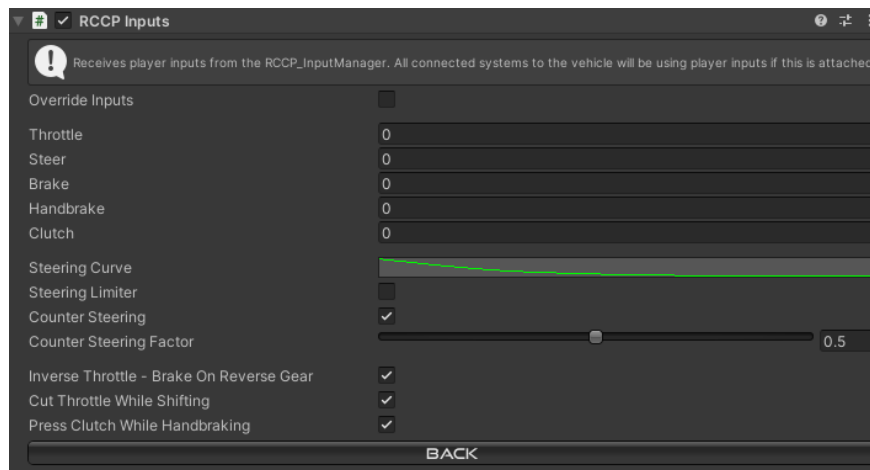 # RCCP Inputs
Receives player inputs from the RCCP_InputManager. All connected systems to the vehicle will be using player inputs if this is attached
Override Inputs
Throttle 0
Steer 0
Brake 0
Handbrake 0
Clutch 0
Steering Curve
Steering Limiter
Counter Steering
Counter Steering Factor 0.5
Inverse Throttle - Brake On Reverse Gear
Cut Throttle While Shifting
Press Clutch While Handbraking
BACK